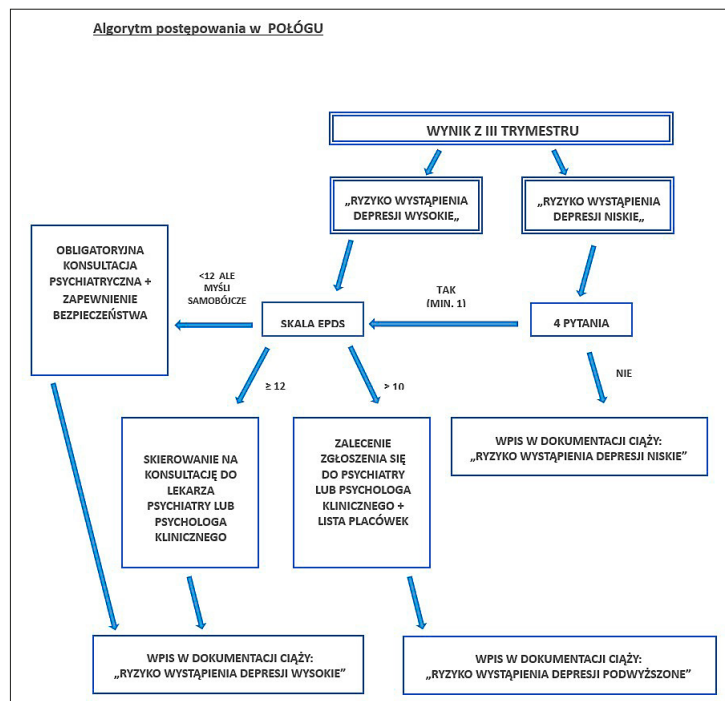 Algorytm postępowania w POŁÓGU
WYNIK Z III TRYMESTRU
„RYZYKO WYSTĄPIENIA
DEPRESJI WYSOKIE„
„RYZYKO WYSTĄPIENIA
DEPRESJI NISKIE„
OBLIGATORYJNA
KONSULTACJA
PSYCHIATRYCZNA +
ZAPEWNIENIE
BEZPIECZEŃSTWA
<12 ALE
MYŚLI
SAMOBÓJCZE
SKALA EPDS
TAK
(MIN. 1)
4 PYTANIA
NIE
≥ 12
≥ 10
SKIEROWANIE NA
KONSULTACJĘ DO
LEKARZA
PSYCHIATRY LUB
PSYCHOLOGA
KLINICZNEGO
ZALECENIE
ZGŁOSZENIA SIĘ
DO PSYCHIATRY
LUB PSYCHOLOGA
KLINICZNEGO +
LISTA PLACÓWEK
WPIS W DOKUMENTACJI CIĄŻY:
„RYZYKO WYSTĄPIENIA DEPRESJI NISKIE”
WPIS W DOKUMENTACJI CIĄŻY:
„RYZYKO WYSTĄPIENIA DEPRESJI WYSOKIE”
WPIS W DOKUMENTACJI CIĄŻY:
„RYZYKO WYSTĄPIENIA DEPRESJI PODWYŻSZONE”